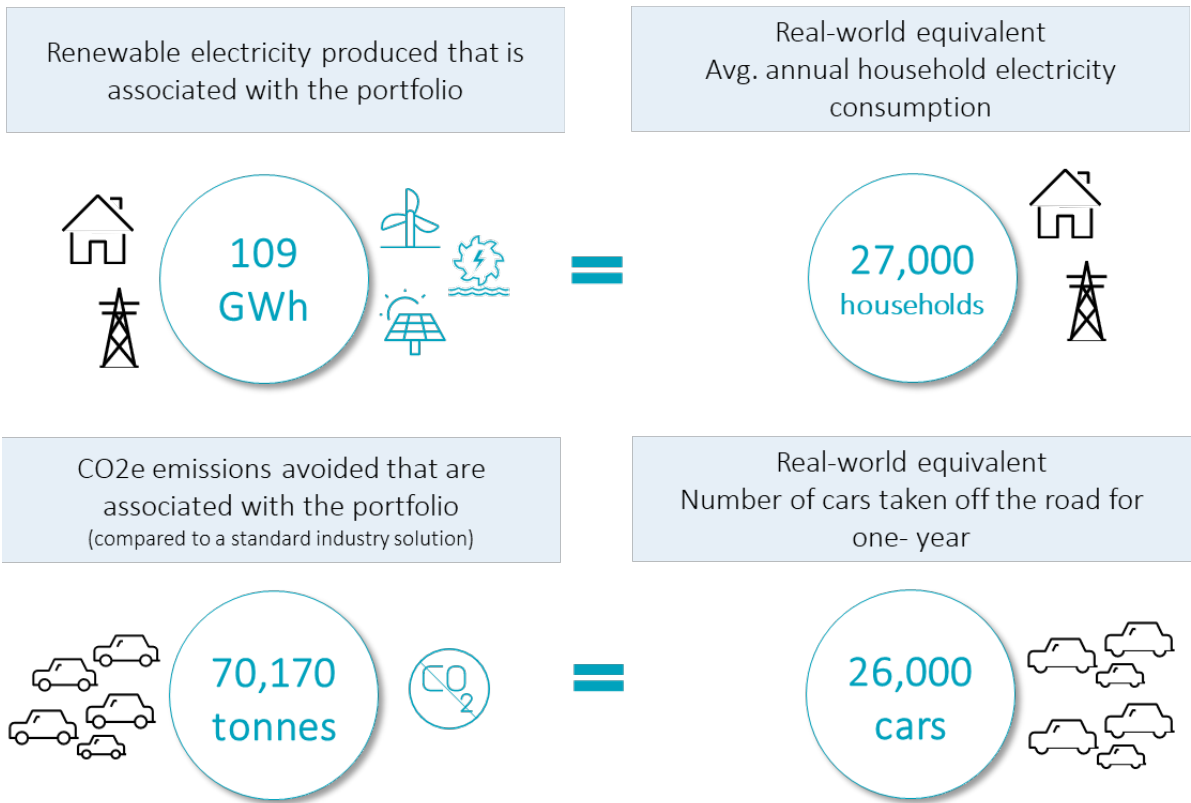 Renewable electricity produced that is
associated with the portfolio
Real-world equivalent
Avg. annual household electricity
consumption
109
GWh
=
27,000
households
CO2e emissions avoided that are
associated with the portfolio
(compared to a standard industry solution)
Real-world equivalent
Number of cars taken off the road for
one- year
70,170
tonnes
CO2
=
26,000
cars